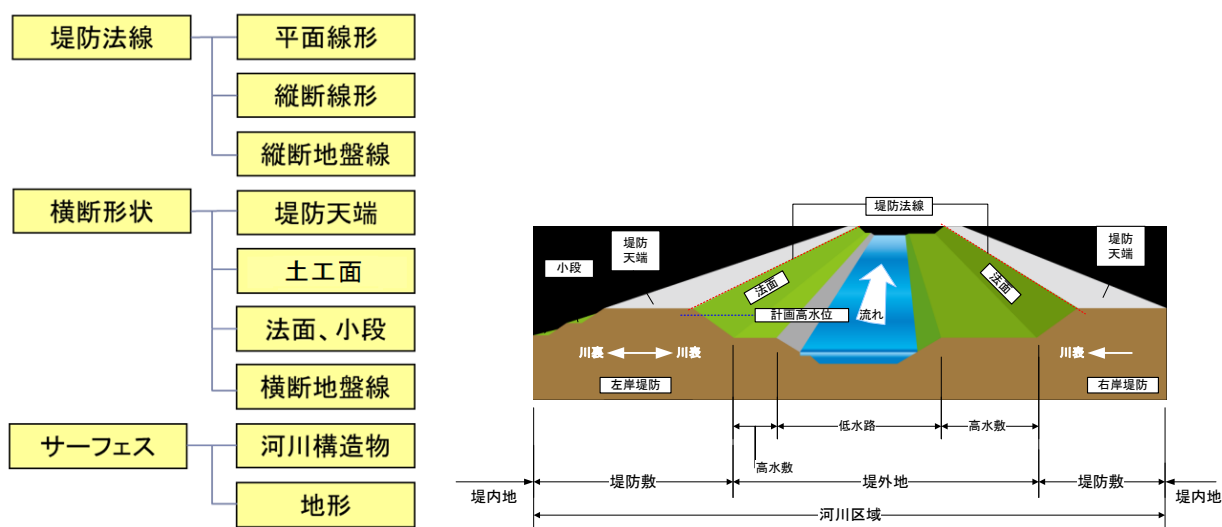 堤防法線
平面線形
縦断線形
縦断地盤線
横断形状
堤防天端
土工面
法面、小段
横断地盤線
サーフェス
河川構造物
地形
堤防法線
堤防
天端
堤防
天端
小段
法面
法面
計画高水位
流れ
川裏
川表
川表
左岸堤防
右岸堤防
低水路
高水敷
高水敷
堤内地
堤防敷
堤外地
堤防敷
堤内地
河川区域